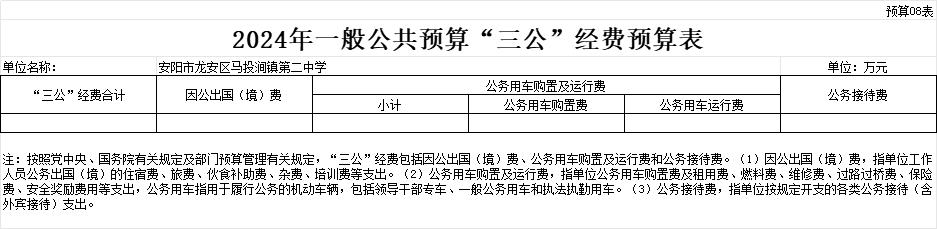 预算08表
2024年一般公共预算“三公”经费预算表
单位名称： 安阳市龙安区马投涧镇第二中学 单位：万元
“三公”经费合计 因公出国（境）费 公务用车购置及运行费 公务接待费
小计 公务用车购置费 公务用车运行费
注：按照党中央、国务院有关规定及部门预算管理有关规定，“三公”经费包括因公出国（境）费、公务用车购置及运行费和公务接待费。（1）因公出国（境）费，指单位工作
人员公务出国（境）的住宿费、旅费、伙食补助费、杂费、培训费等支出。（2）公务用车购置及运行费，指单位公务用车购置费及租用费、燃料费、维修费、过路过桥费、保险
费、安全奖励费用等支出，公务用车指用于履行公务的机动车辆，包括领导干部专车、一般公务用车和执法执勤用车。（3）公务接待费，指单位按规定开支的各类公务接待（含
外宾接待）支出。